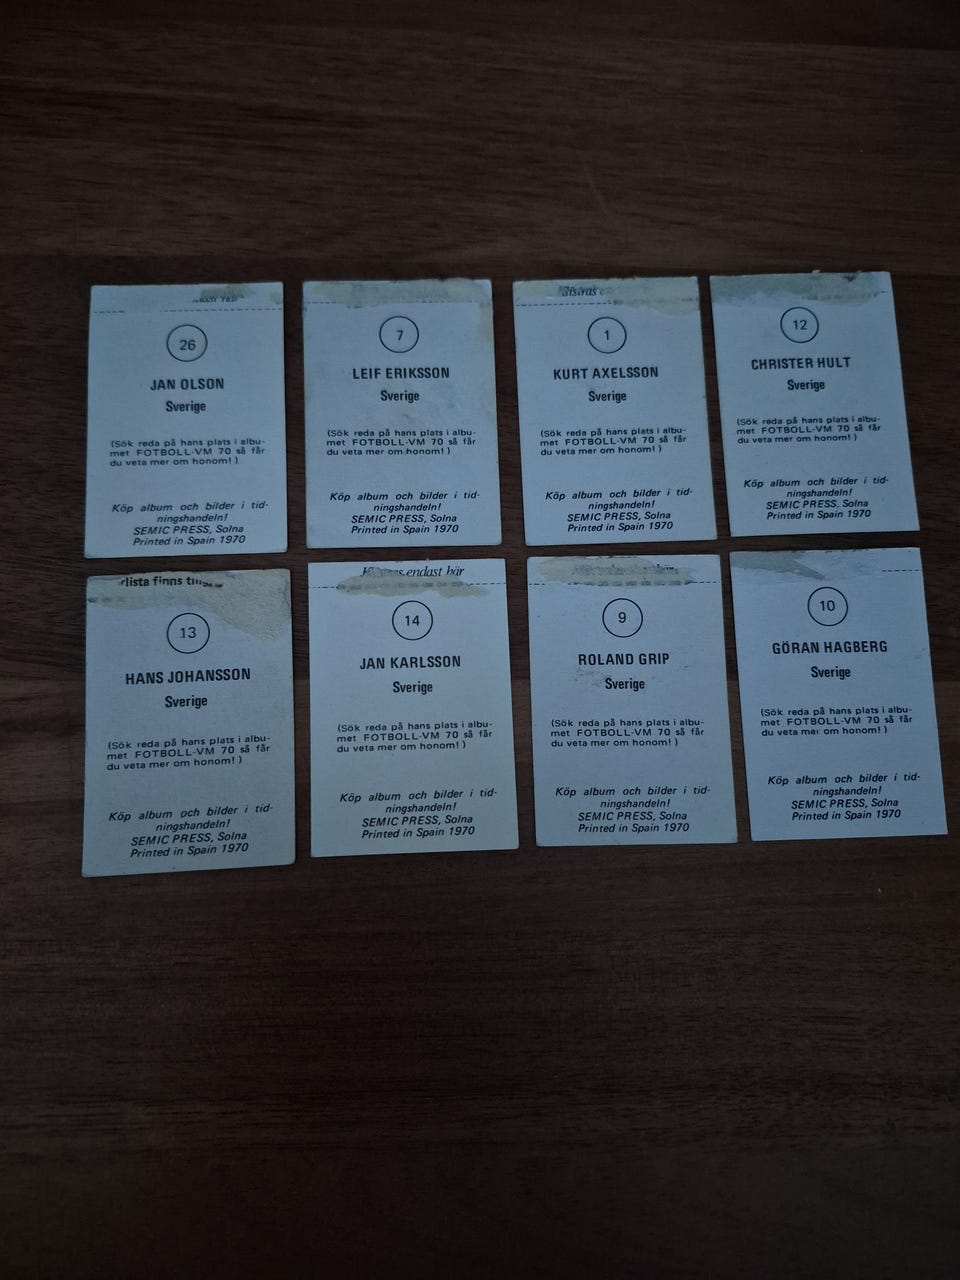 26
JAN OLSON
Sverige
(Sök reda på hans plats i albu-
met FOTBOLL-VM 70 så får
du veta mer om honom! )
Köp album och bilder i tid-
ningshandeln!
SEMIC PRESS, Solna
Printed in Spain 1970
7
LEIF ERIKSSON
Sverige
(Sök reda på hans plats i albu-
met FOTBOLL-VM 70 så får
du veta mer om honom! )
Köp album och bilder i tid-
ningshandeln!
SEMIC PRESS, Solna
Printed in Spain 1970
1
KURT AXELSSON
Sverige
(Sök reda på hans plats i albu-
met FOTBOLL-VM 70 så får
du veta mer om honom! )
Köp album och bilder i tid-
ningshandeln!
SEMIC PRESS, Solna
Printed in Spain 1970
12
CHRISTER HULT
Sverige
(Sök reda på hans plats i albu-
met FOTBOLL-VM 70 så får
du veta mer om honom! )
Köp album och bilder i tid-
ningshandeln!
SEMIC PRESS, Solna
Printed in Spain 1970
finns
13
HANS JOHANSSON
Sverige
(Sök reda på hans plats i albu-
met FOTBOLL-VM 70 så får
du veta mer om honom! )
Köp album och bilder i tid-
ningshandeln!
SEMIC PRESS, Solna
Printed in Spain 1970
endast här
14
JAN KARLSSON
Sverige
(Sök reda på hans plats i albu-
met FOTBOLL-VM 70 så får
du veta mer om honom! )
Köp album och bilder i tid-
ningshandeln!
SEMIC PRESS, Solna
Printed in Spain 1970
9
ROLAND GRIP
Sverige
(Sök reda på hans plats i albu-
met FOTBOLL-VM 70 så får
du veta mer om honom! )
Köp album och bilder i tid-
ningshandeln!
SEMIC PRESS, Solna
Printed in Spain 1970
10
GÖRAN HAGBERG
Sverige
(Sök reda på hans plats i albu-
met FOTBOLL-VM 70 så får
du veta mer om honom! )
Köp album och bilder i tid-
ningshandeln!
SEMIC PRESS, Solna
Printed in Spain 1970